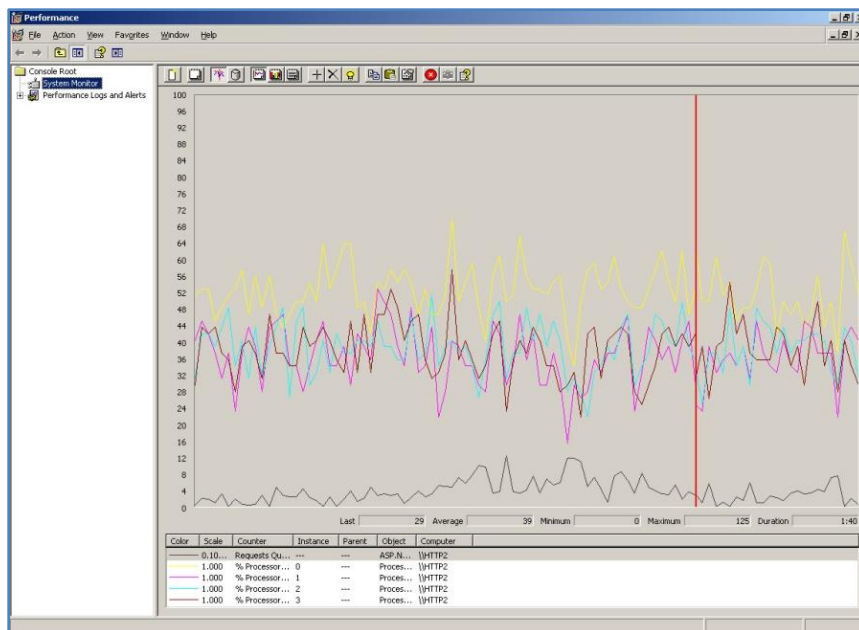 Performance
File Action View Favorites Window Help
Console Root
System Monitor
Performance Logs and Alerts
100
96
92
88
84
80
76
72
68
64
60
56
52
48
44
40
36
32
28
24
20
16
12
8
4
0
Last 29 Average 39 Minimum 0 Maximum 125 Duration 1:40
Color Scale Counter Instance Parent Object Computer
0.10... Requests Qu... --- --- ASP.N... \\HTTP2
1.000 % Processor... 0 --- Proces... \\HTTP2
1.000 % Processor... 1 --- Proces... \\HTTP2
1.000 % Processor... 2 --- Proces... \\HTTP2
1.000 % Processor... 3 --- Proces... \\HTTP2